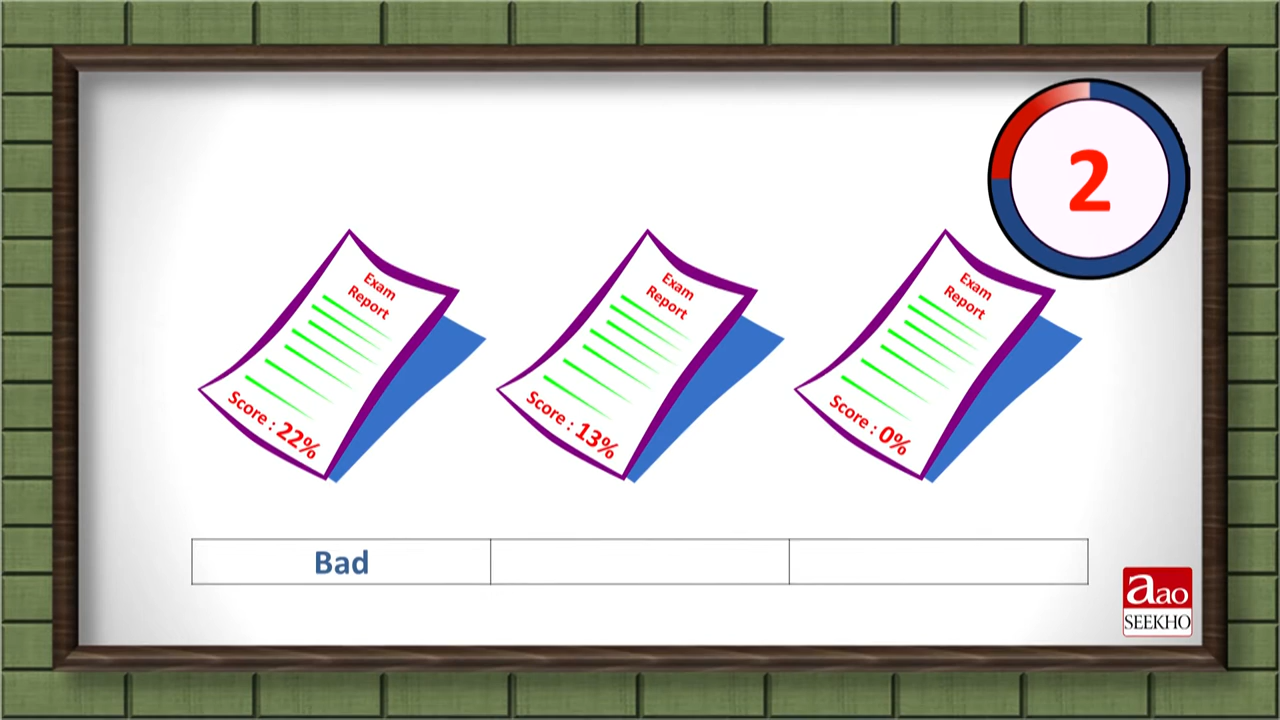 2
Exam
Report
Score : 22%
Exam
Report
Score : 13%
Exam
Report
Score : 0%
Bad
aao
SEEKHO